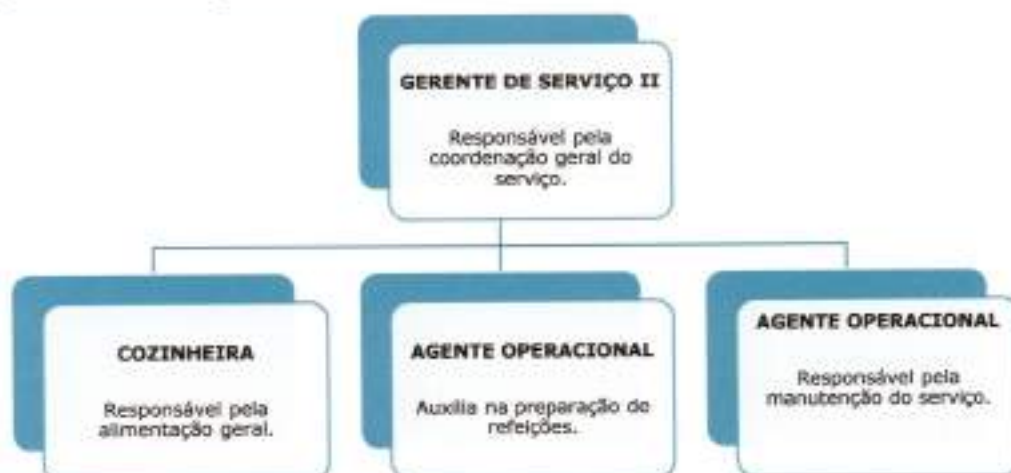 GERENTE DE SERVIÇO II
Responsável pela
coordenação geral do
serviço.
COZINHEIRA
Responsável pela
alimentação geral.
AGENTE OPERACIONAL
Auxilia na preparação de
refeições.
AGENTE OPERACIONAL
Responsável pela
manutenção do serviço.